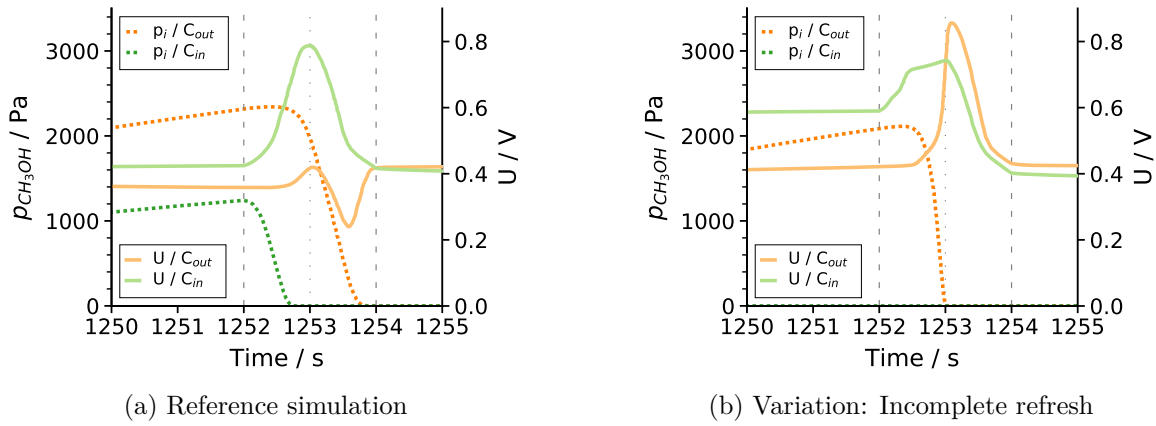 3000
2000
1000
0
p_CH3OH / Pa
p_i / C_out
p_i / C_in
U / C_out
U / C_in
0.8
0.6
0.4
0.2
0.0
U / V
1250 1251 1252 1253 1254 1255
Time / s
(a) Reference simulation
3000
2000
1000
0
p_CH3OH / Pa
p_i / C_out
p_i / C_in
U / C_out
U / C_in
0.8
0.6
0.4
0.2
0.0
U / V
1250 1251 1252 1253 1254 1255
Time / s
(b) Variation: Incomplete refresh